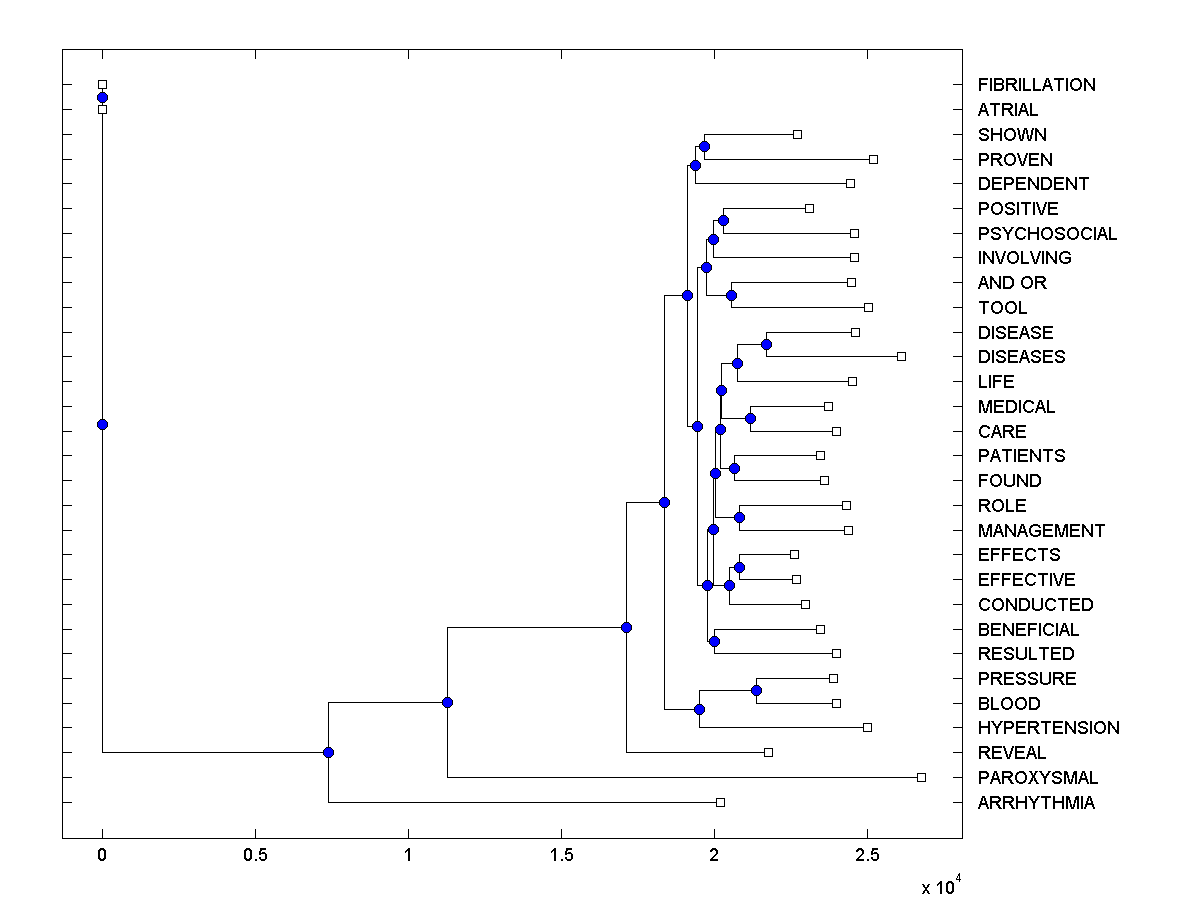 FIBRILLATION
ATRIAL
SHOWN
PROVEN
DEPENDENT
POSITIVE
PSYCHOSOCIAL
INVOLVING
AND OR
TOOL
DISEASE
DISEASES
LIFE
MEDICAL
CARE
PATIENTS
FOUND
ROLE
MANAGEMENT
EFFECTS
EFFECTIVE
CONDUCTED
BENEFICIAL
RESULTED
PRESSURE
BLOOD
HYPERTENSION
REVEAL
PAROXYSMAL
ARRHYTHMIA
0 0.5 1 1.5 2 2.5
x 10^4